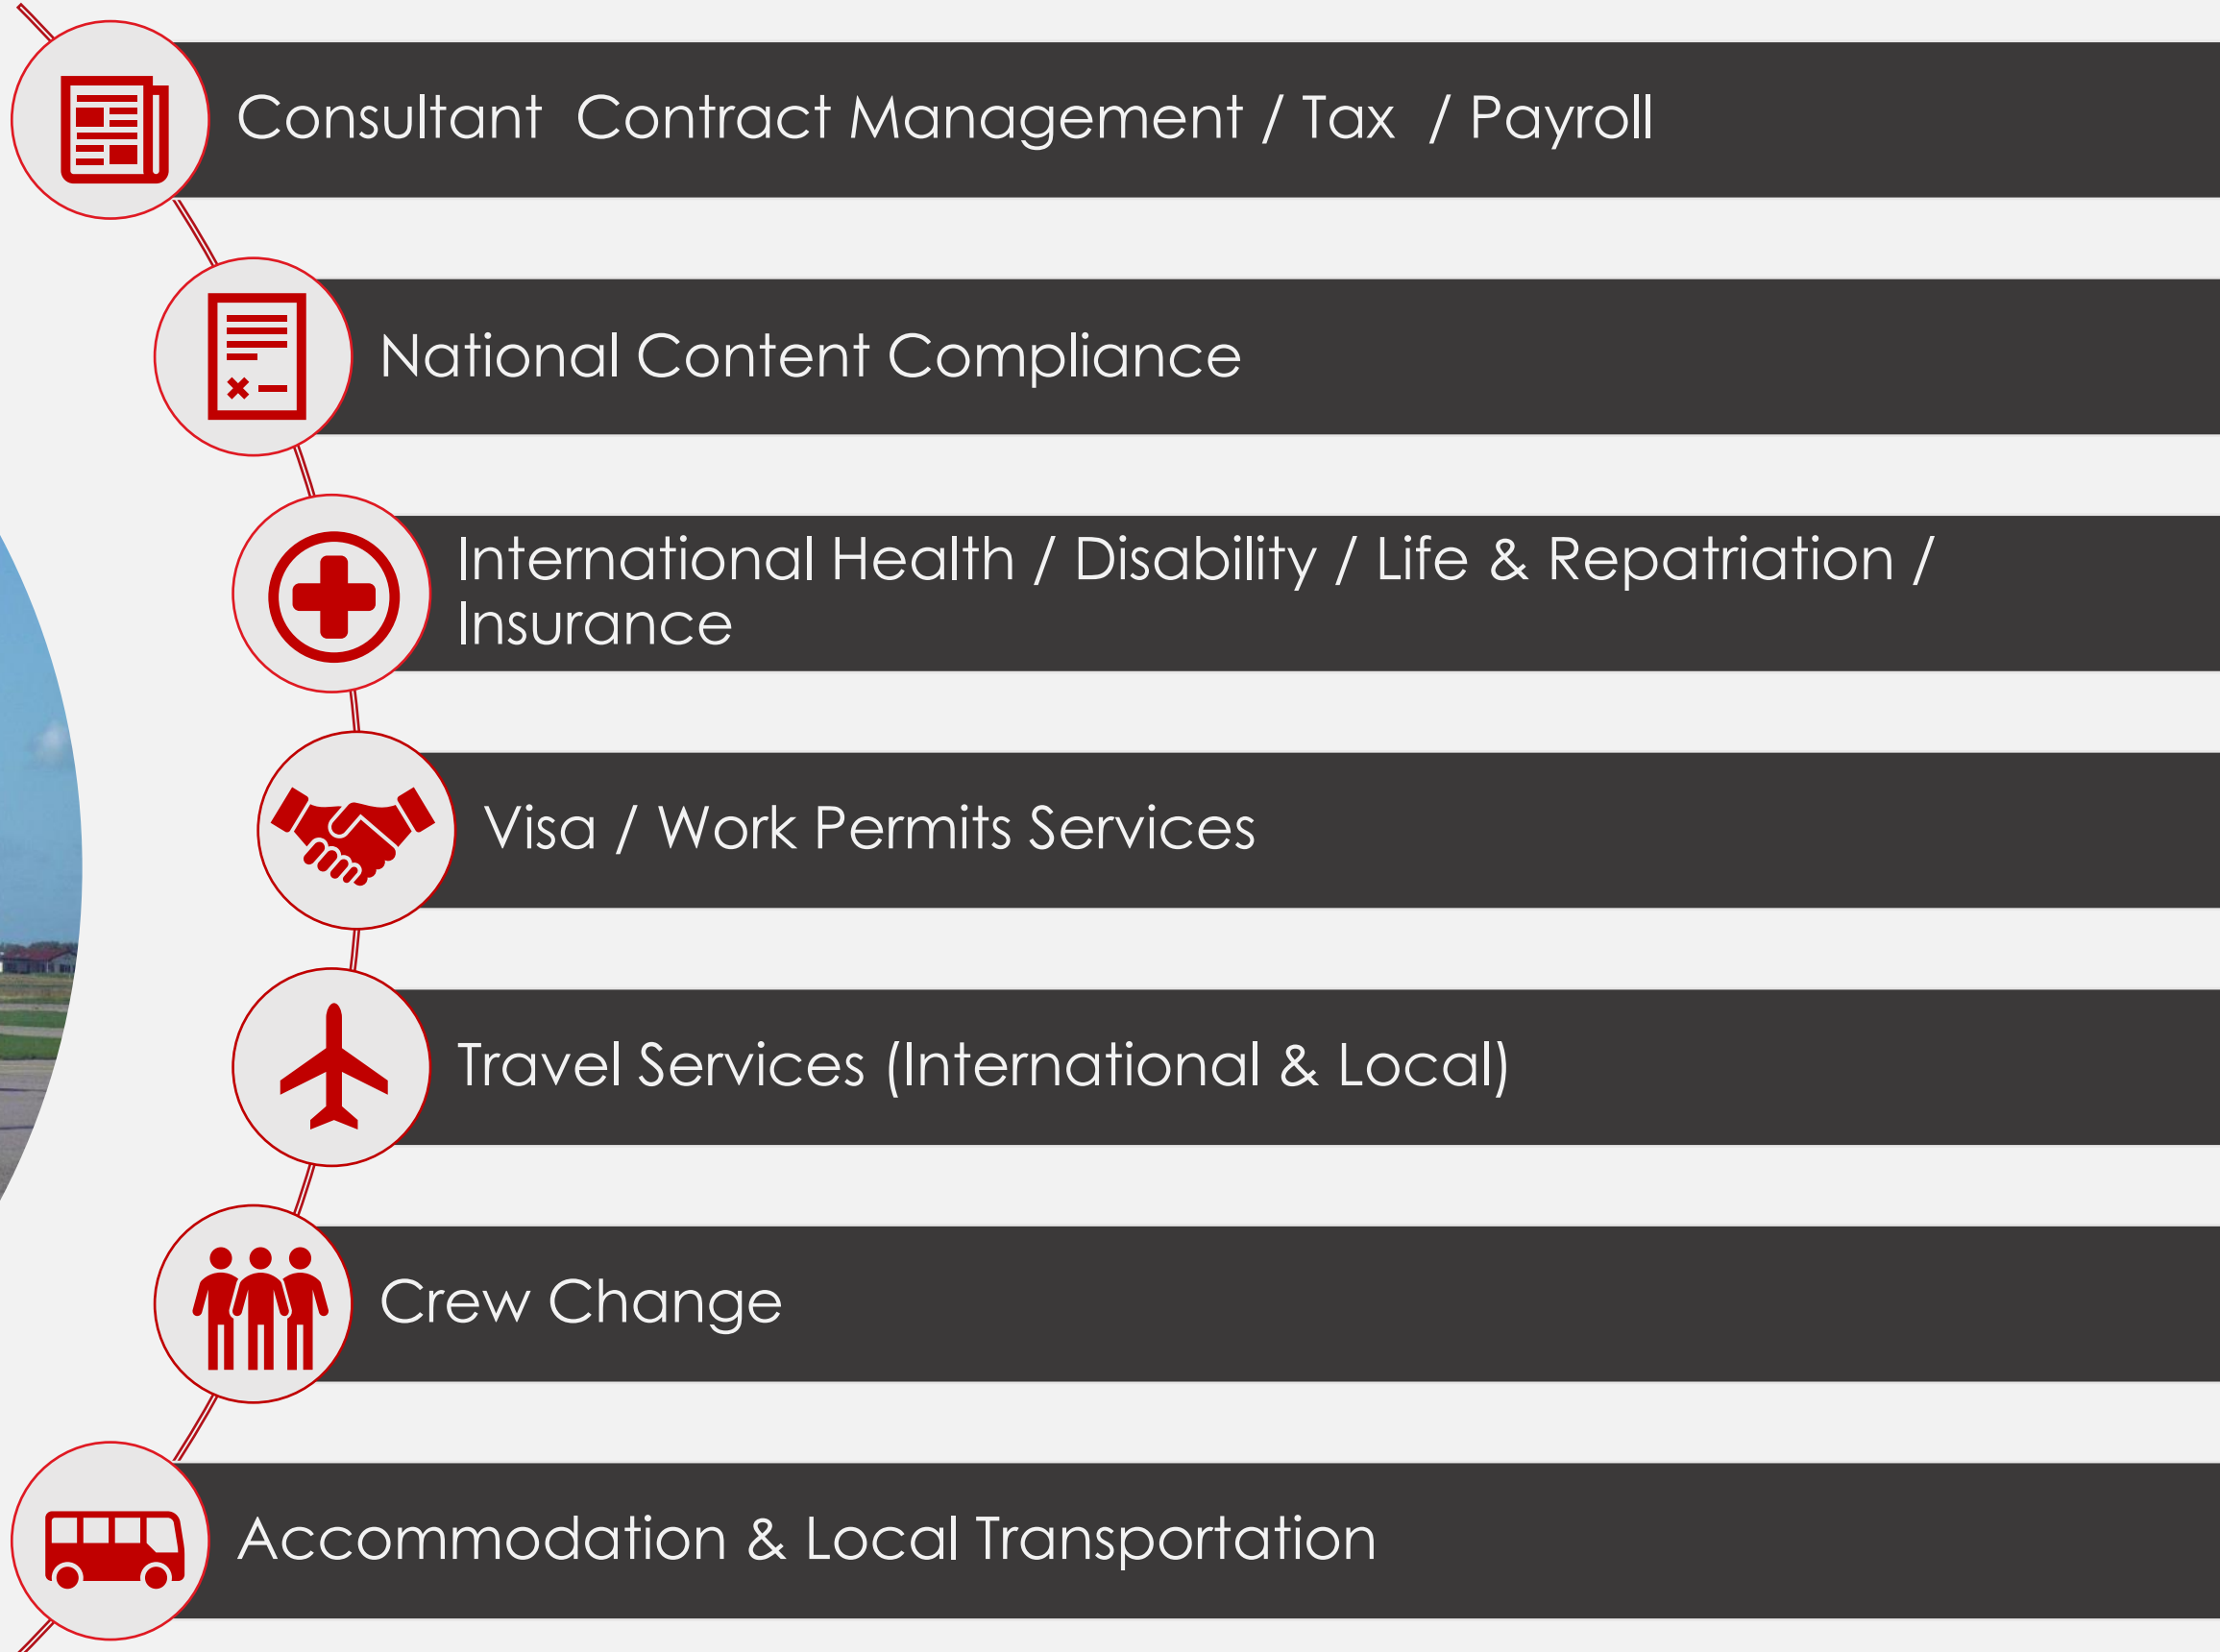 Consultant  Contract Management / Tax  / Payroll
National Content Compliance
International Health / Disability / Life & Repatriation /
Insurance
Visa / Work Permits Services
Travel Services (International & Local)
Crew Change
Accommodation & Local Transportation